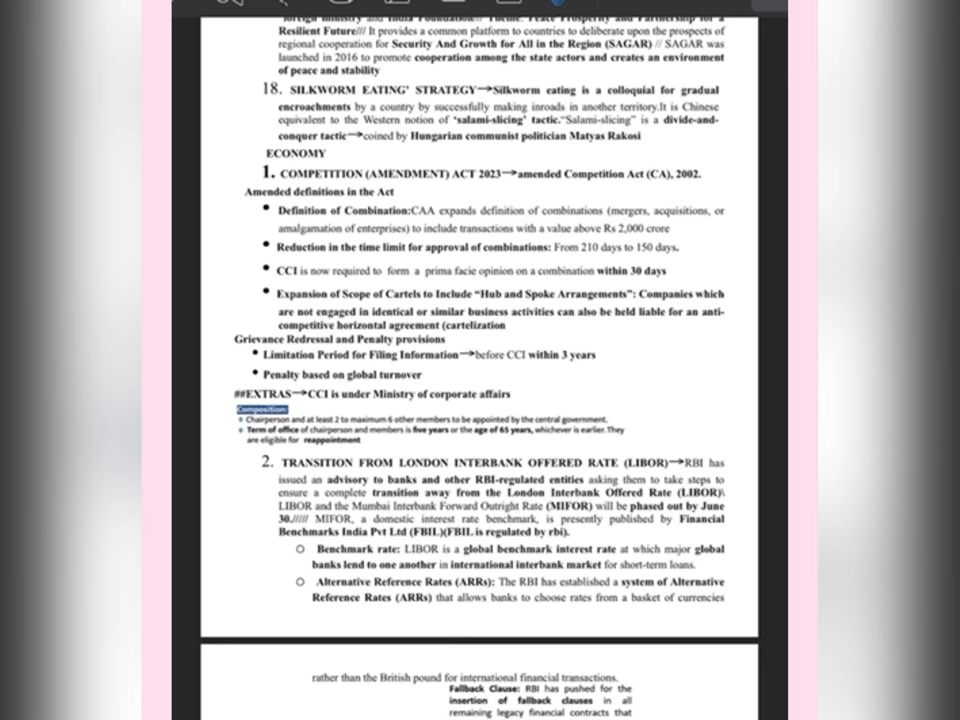 foreign ministry and India Foundation// Theme: Peace Prosperity and Partnership for a
Resilient Future/// It provides a common platform to countries to deliberate upon the prospects of
regional cooperation for Security And Growth for All in the Region (SAGAR) // SAGAR was
launched in 2016 to promote cooperation among the state actors and creates an environment
of peace and stability
18. SILKWORM EATING' STRATEGY→Silkworm eating is a colloquial for gradual
encroachments by a country by successfully making inroads in another territory.It is Chinese
equivalent to the Western notion of 'salami-slicing' tactic."Salami-slicing" is a divide-and-
conquer tactic→coined by Hungarian communist politician Matyas Rakosi
ECONOMY
1. COMPETITION (AMENDMENT) ACT 2023→amended Competition Act (CA), 2002.
Amended definitions in the Act
• Definition of Combination:CAA expands definition of combinations (mergers, acquisitions, or
amalgamation of enterprises) to include transactions with a value above Rs 2,000 crore
• Reduction in the time limit for approval of combinations: From 210 days to 150 days.
• CCI is now required to form a prima facie opinion on a combination within 30 days
• Expansion of Scope of Cartels to Include "Hub and Spoke Arrangements": Companies which
are not engaged in identical or similar business activities can also be held liable for an anti-
competitive horizontal agreement (cartelization
Grievance Redressal and Penalty provisions
• Limitation Period for Filing Information→before CCI within 3 years
• Penalty based on global turnover
##EXTRAS→CCI is under Ministry of corporate affairs
Composition:
Chairperson and at least 2 to maximum 6 other members to be appointed by the central government.
Term of office of chairperson and members is five years or the age of 65 years, whichever is earlier. They
are eligible for reappointment
2. TRANSITION FROM LONDON INTERBANK OFFERED RATE (LIBOR)→RBI has
issued an advisory to banks and other RBI-regulated entities asking them to take steps to
ensure a complete transition away from the London Interbank Offered Rate (LIBOR)\
LIBOR and the Mumbai Interbank Forward Outright Rate (MIFOR) will be phased out by June
30.///// MIFOR, a domestic interest rate benchmark, is presently published by Financial
Benchmarks India Pvt Ltd (FBIL)(FBIL is regulated by rbi).
○ Benchmark rate: LIBOR is a global benchmark interest rate at which major global
banks lend to one another in international interbank market for short-term loans.
○ Alternative Reference Rates (ARRs): The RBI has established a system of Alternative
Reference Rates (ARRs) that allows banks to choose rates from a basket of currencies
rather than the British pound for international financial transactions.
Fallback Clause: RBI has pushed for the
insertion of fallback clauses in all
remaining legacy financial contracts that